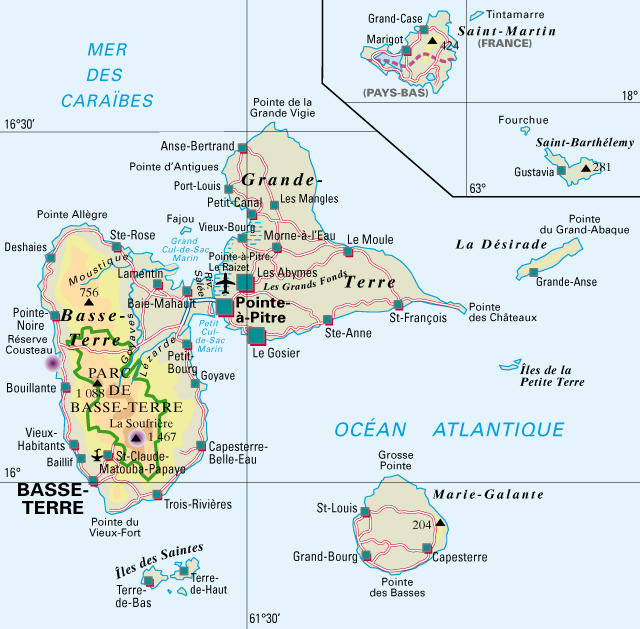 MER
DES
CARAÏBES
Grand-Case
Tintamarre
Marigot
Saint-Martin
424
(FRANCE)
(PAYS-BAS)
18°
16°30'
Pointe de la
Grande Vigie
Fourchue
Anse-Bertrand
Saint-Barthélemy
Pointe d'Antigues
Gustavia
281
Grande-
Port-Louis
63°
Petit-Canal
Les Mangles
Pointe Allègre
Fajou
Vieux-Bourg
Pointe
du Grand-Abaque
Deshaies
Ste-Rose
Grand
Cul-de-Sac
Marin
Morne-à-l'Eau
Le Moule
La Désirade
Moustique
Pointe-à-Pitre-
Le Raizet
Lamentin
Riv.
Salée
Les Abymes
Les Grands Fonds
Terre
Grande-Anse
756
Baie-Mahault
Pointe-
à-Pitre
St-François
Pointe
des Châteaux
Pointe-
Noire
Basse-
Terre
Goyaves
Lézarde
Petit
Cul-de-Sac
Marin
Ste-Anne
Réserve
Cousteau
Le Gosier
Petit-
Bourg
Îles de la
Petite Terre
PARC
DE
BASSE-TERRE
1 088
Goyave
Bouillante
La Soufrière
1 467
OCÉAN ATLANTIQUE
Vieux-
Habitants
Capesterre-
Belle-Eau
Baillif
St-Claude-
Matouba-Papaye
Grosse
Pointe
16°
BASSE-
TERRE
Trois-Rivières
Marie-Galante
St-Louis
204
Pointe du
Vieux-Fort
Îles des Saintes
Grand-Bourg
Capesterre
Terre-
de-Bas
Terre-
de-Haut
Pointe
des Basses
61°30'